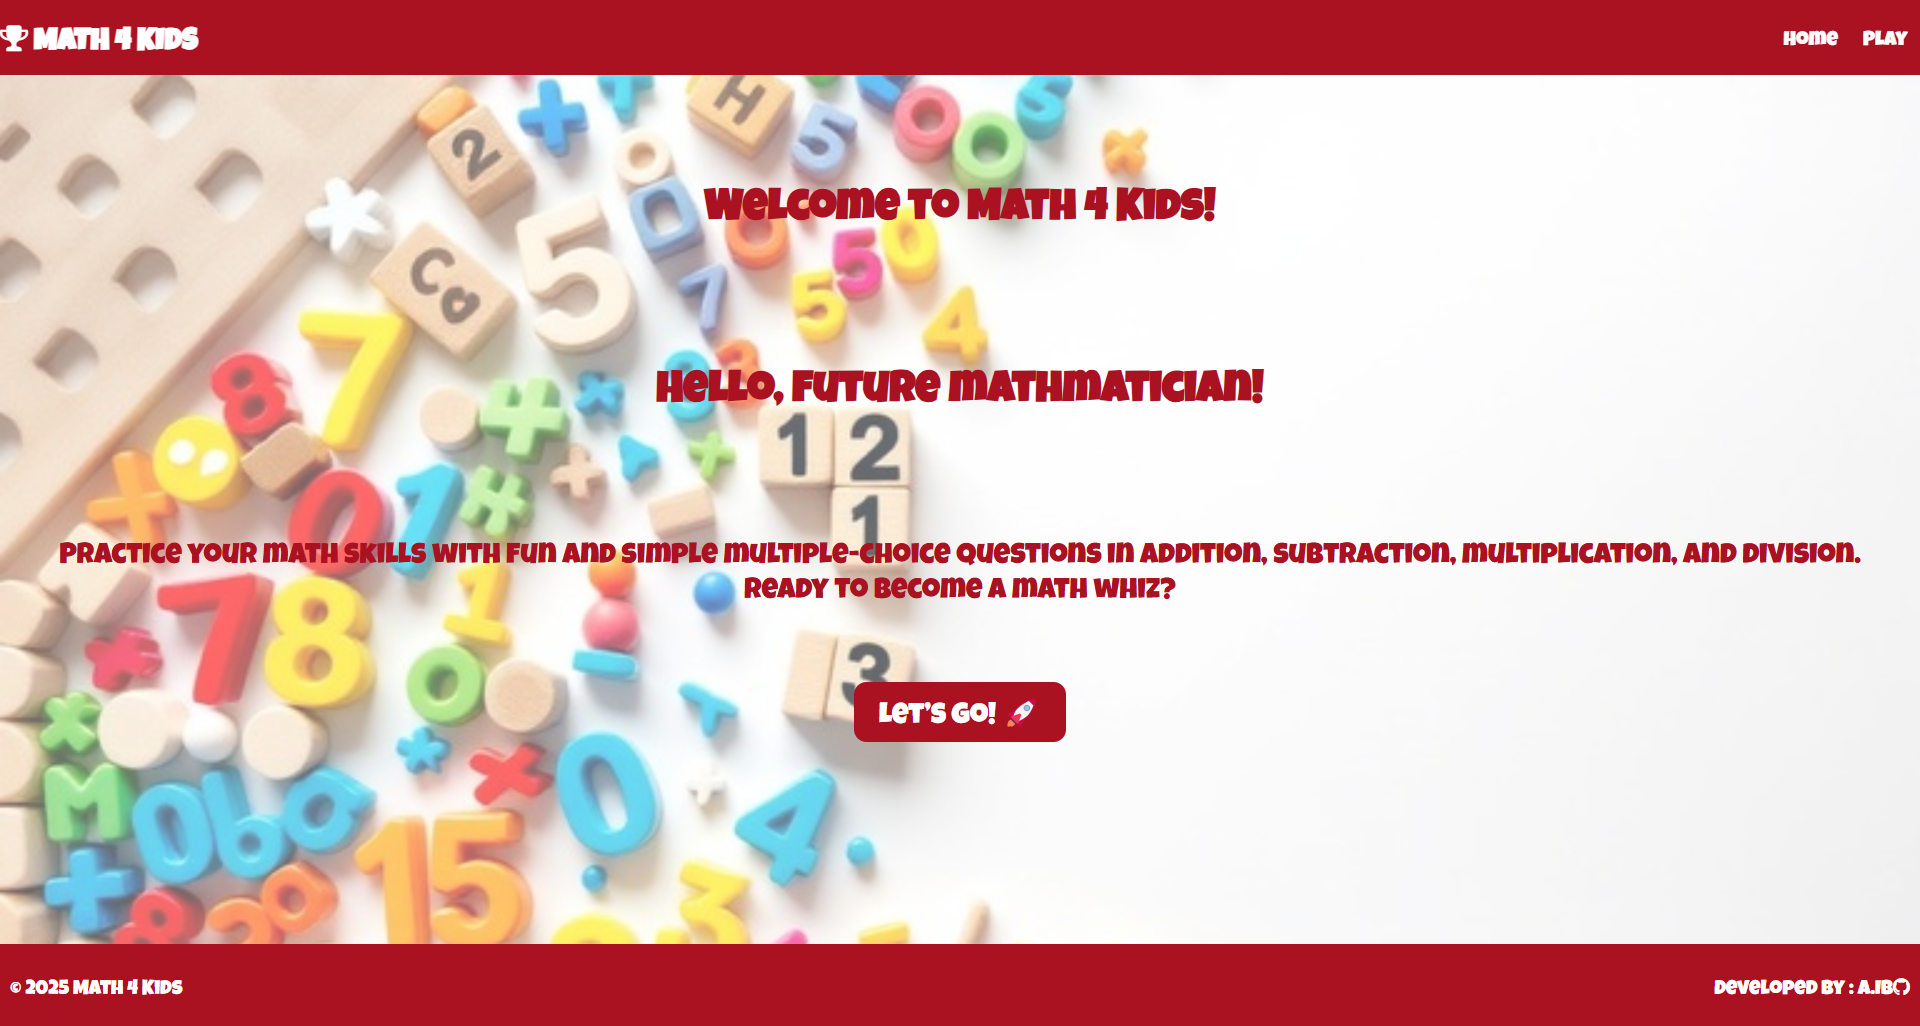 MATH 4 KIDS
Home PLAY
Welcome to MATH 4 KIDS!
Hello, future mathmatician!
Practice your math skills with fun and simple multiple-choice questions in addition, subtraction, multiplication, and division.
Ready to become a math whiz?
Let's Go! 🚀
© 2025 MATH 4 KIDS
Developed by : A.IB